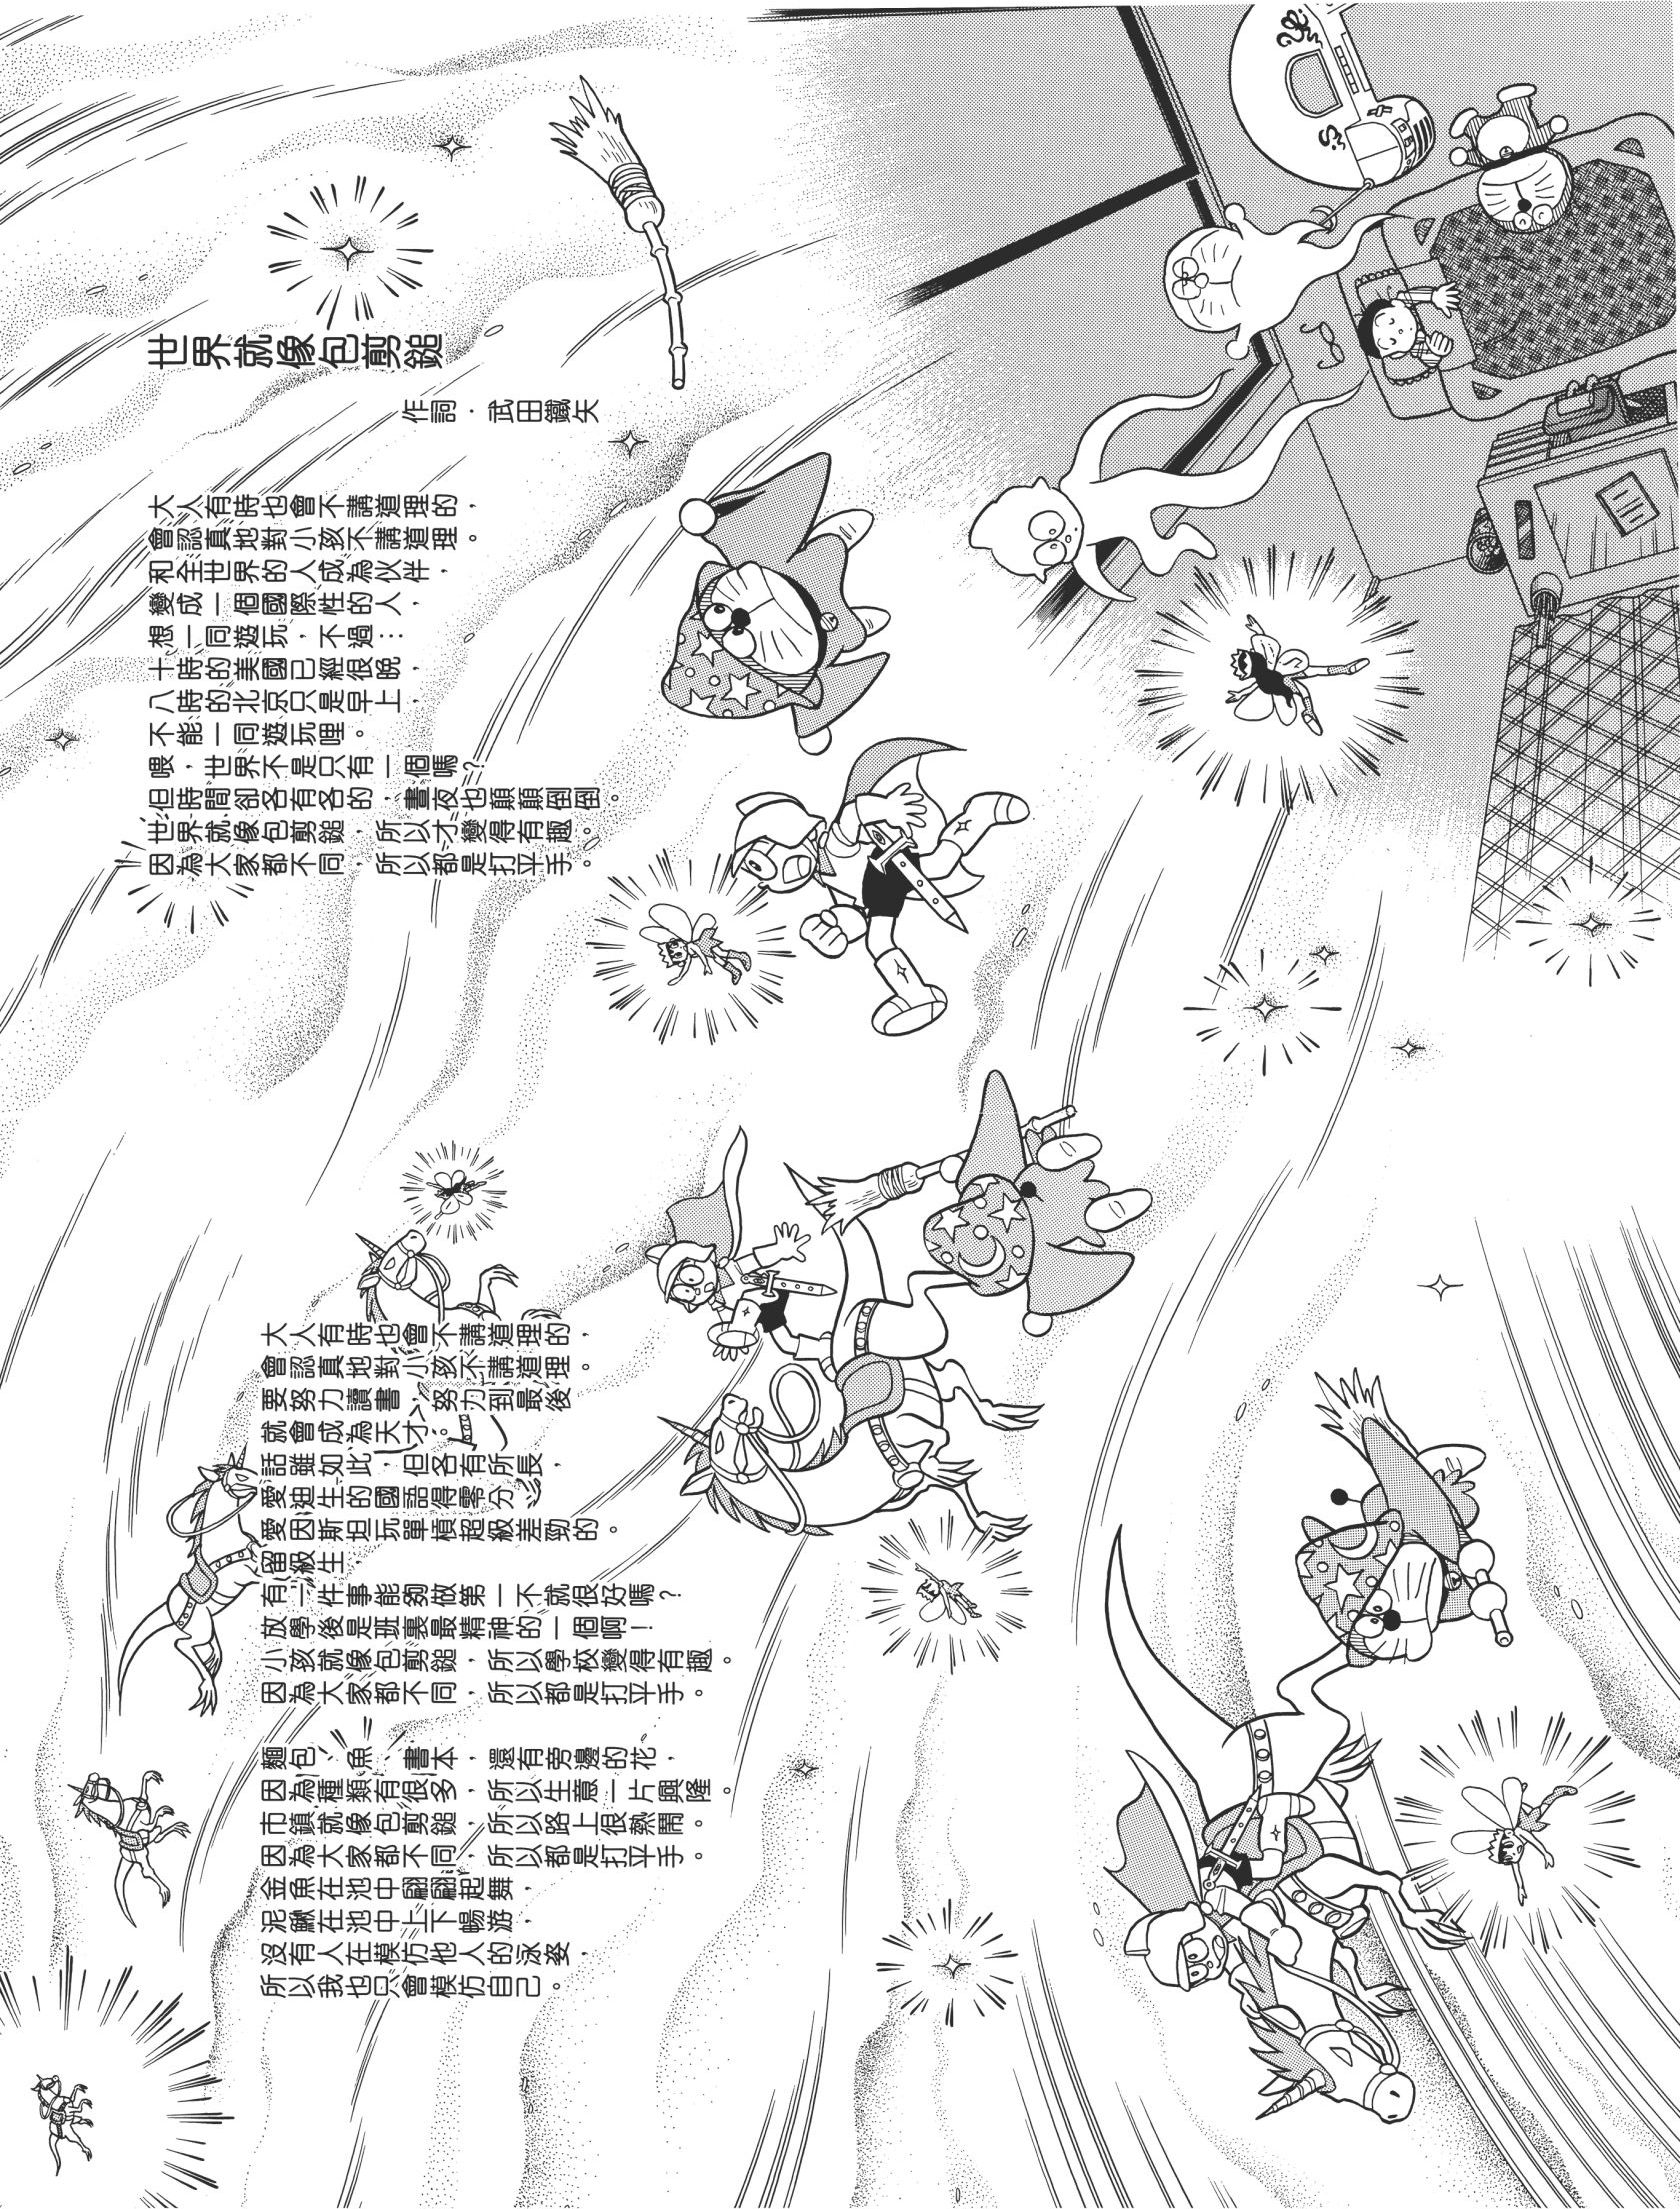 世界就像包剪鎚
作詞．武田鐵矢
大人有時也會不講道理的，
會認真地對小孩不講道理。
和全世界的人成為伙伴，
變成一個國際性的人，
想一同遊玩，不過…
十時的美國已經很晚，
八時的北京只是早上，
不能一同遊玩哩。
喂，世界不是只有一個嗎？
但時間卻各有各的，晝夜也顛顛倒倒。
世界就像包剪鎚，所以才變得有趣。
因為大家都不同，所以都是打平手。
大人有時也會不講道理的，
會認真地對小孩不講道理。
要努力讀書，努力到最後
就會成為天才。
話雖如此，但各有所長，
愛迪生的國語得零分，
愛因斯坦玩單槓超級差勁的。
留級生，
有一件事能夠做第一不就很好嗎？
放學後是班裏最精神的一個啊！
小孩就像包剪鎚，所以學校變得有趣。
因為大家都不同，所以都是打平手。
麵包、魚、書本，還有旁邊的花，
因為種類有很多，所以生意一片興隆。
市鎮就像包剪鎚，所以路上很熱鬧。
因為大家都不同，所以都是打平手。
金魚在池中翩翩起舞，
泥鰍在池中上下暢游，
沒有人在模仿他人的泳姿，
所以我也只會模仿自己。